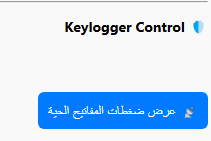 Keylogger Control
عرض ضغطات المفاتيح الحية